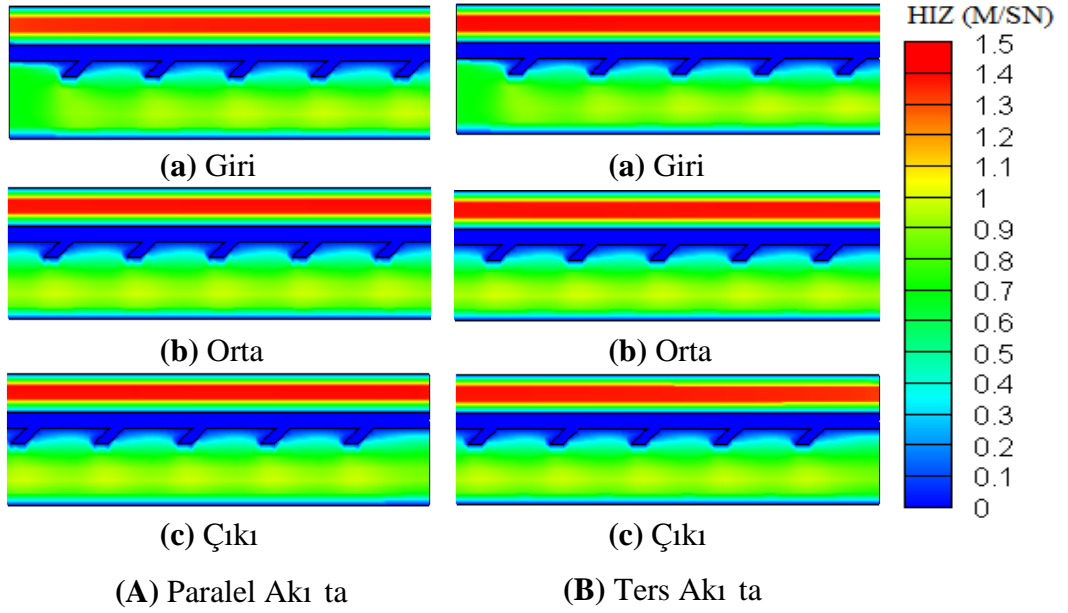 HIZ (M/SN)
1.5
1.4
1.3
1.2
1.1
1
0.9
0.8
0.7
0.6
0.5
0.4
0.3
0.2
0.1
0
(a) Giri
(a) Giri
(b) Orta
(b) Orta
(c) Çıkı
(c) Çıkı
(A) Paralel Akı ta
(B) Ters Akı ta